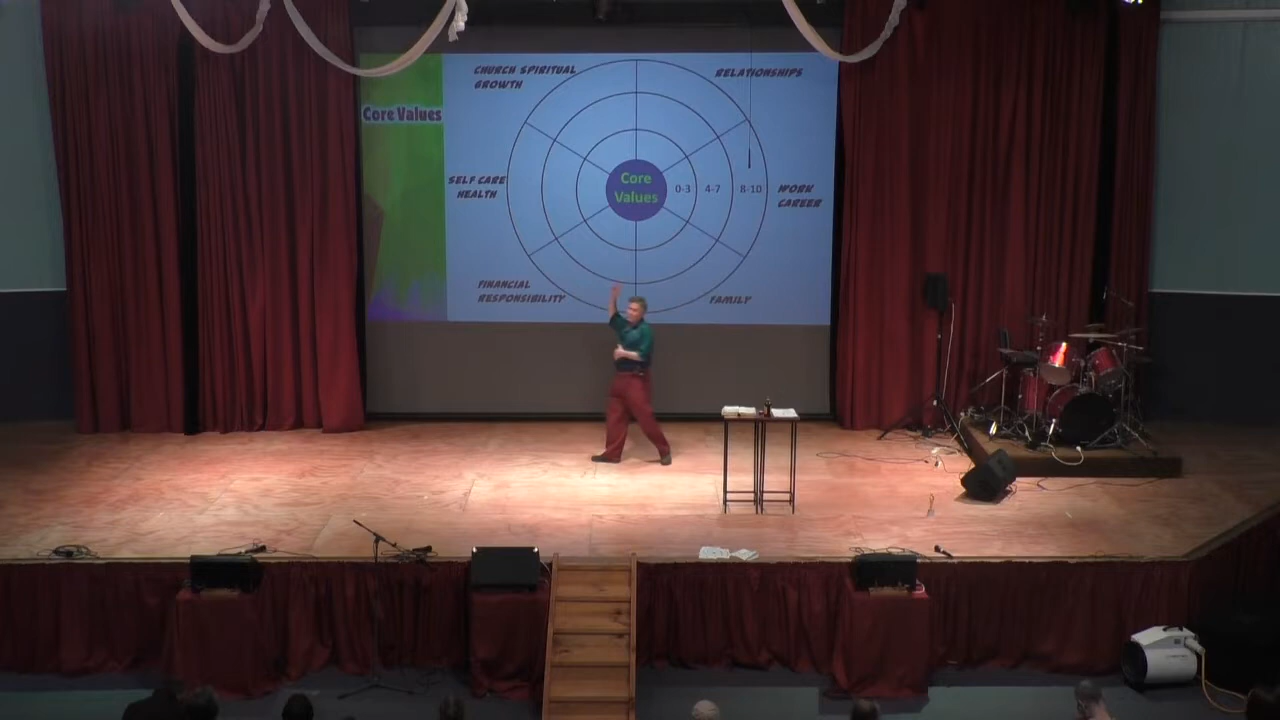 Core Values
CHURCH SPIRITUAL
GROWTH
RELATIONSHIPS
SELF CARE
HEALTH
Core
Values
0-3
4-7
8-10
WORK
CAREER
FINANCIAL
RESPONSIBILITY
FAMILY